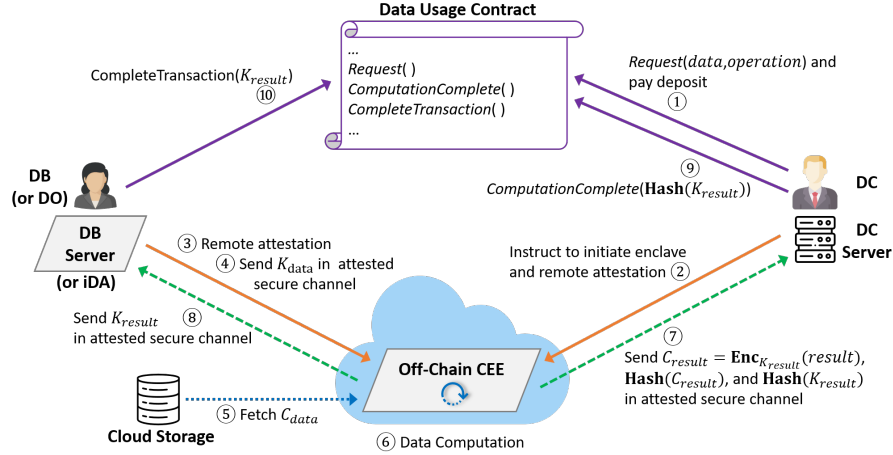 Data Usage Contract
...
Request( )
ComputationComplete( )
CompleteTransaction( )
...
CompleteTransaction(K_result)
⑩
Request(data,operation) and
pay deposit
①
⑨
ComputationComplete(Hash(K_result))
DB
(or DO)
DC
DB
Server
(or iDA)
DC
Server
③ Remote attestation
④ Send K_data in attested
secure channel
Instruct to initiate enclave
and remote attestation ②
Send K_result ⑧
in attested secure channel
⑦
Send C_result = Enc_K_result(result),
Hash(C_result), and Hash(K_result)
in attested secure channel
Off-Chain CEE
⑤ Fetch C_data
Cloud Storage
⑥ Data Computation